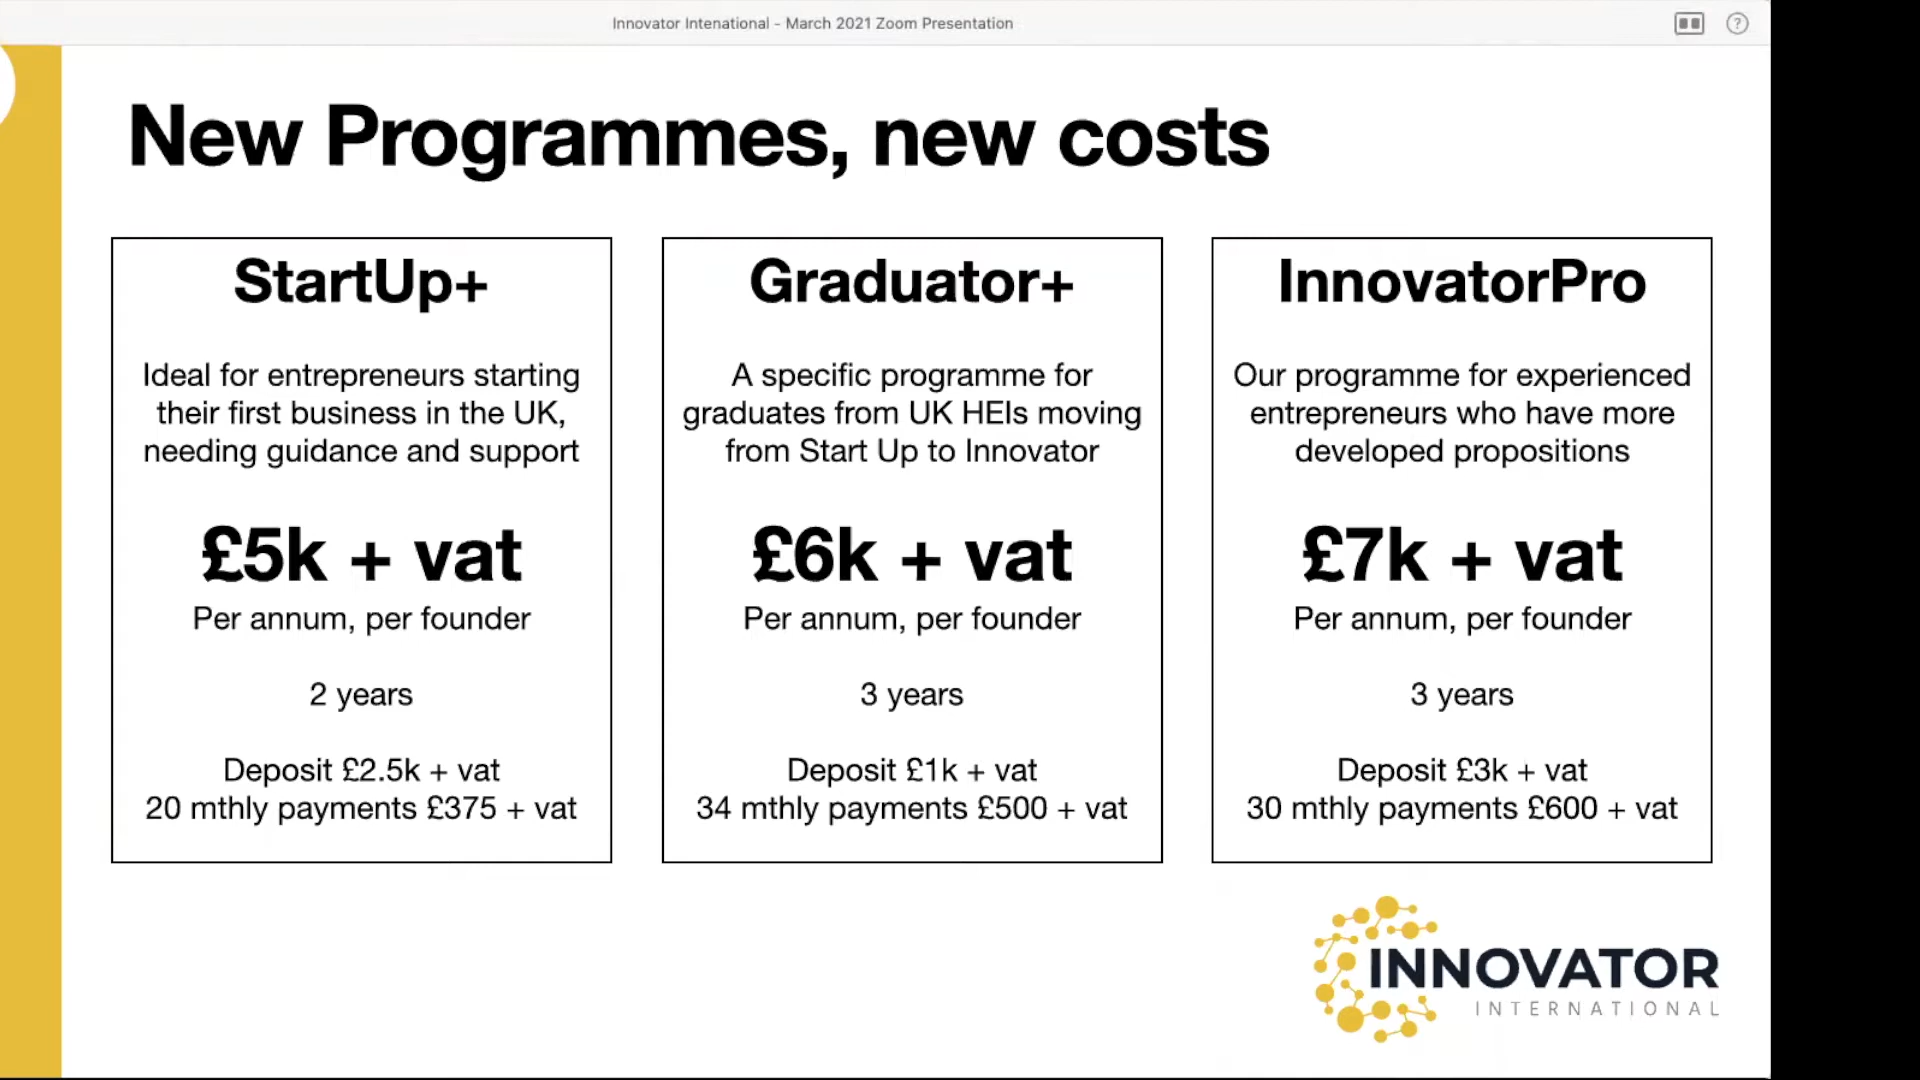 Innovator Intenational - March 2021 Zoom Presentation
?
New Programmes, new costs
StartUp+
Ideal for entrepreneurs starting
their first business in the UK,
needing guidance and support
£5k + vat
Per annum, per founder
2 years
Deposit £2.5k + vat
20 mthly payments £375 + vat
Graduator+
A specific programme for
graduates from UK HEIs moving
from Start Up to Innovator
£6k + vat
Per annum, per founder
3 years
Deposit £1k + vat
34 mthly payments £500 + vat
InnovatorPro
Our programme for experienced
entrepreneurs who have more
developed propositions
£7k + vat
Per annum, per founder
3 years
Deposit £3k + vat
30 mthly payments £600 + vat
INNOVATOR
INTERNATIONAL